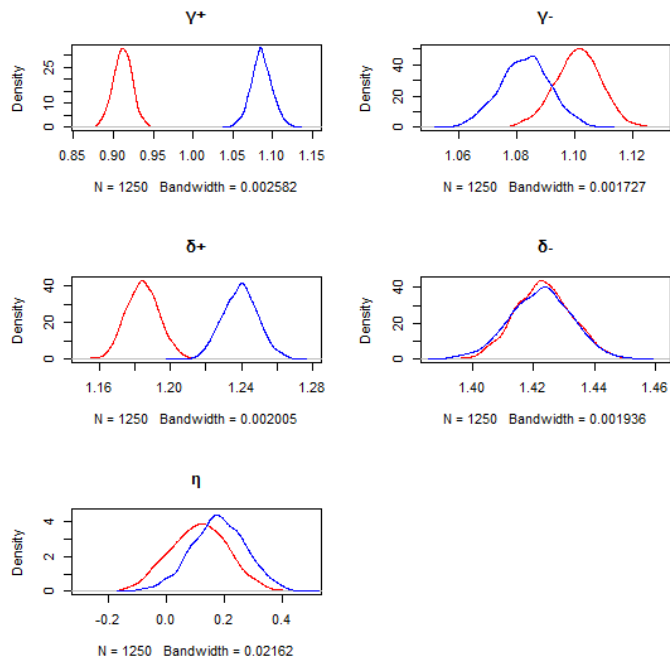 γ+
Density
0 10 25
0.85 0.90 0.95 1.00 1.05 1.10 1.15
N = 1250 Bandwidth = 0.002582
γ-
Density
0 20 40
1.06 1.08 1.10 1.12
N = 1250 Bandwidth = 0.001727
δ+
Density
0 20 40
1.16 1.20 1.24 1.28
N = 1250 Bandwidth = 0.002005
δ-
Density
0 20 40
1.40 1.42 1.44 1.46
N = 1250 Bandwidth = 0.001936
η
Density
0 2 4
-0.2 0.0 0.2 0.4
N = 1250 Bandwidth = 0.02162